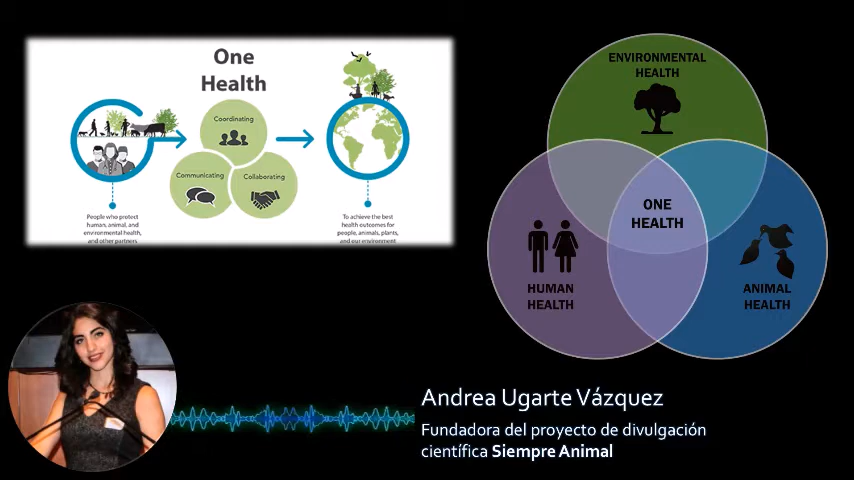 One
Health
Coordinating
Communicating
Collaborating
People who protect
human, animal, and
environmental health,
and other partners
To achieve the best
health outcomes for
people, animals, plants,
and our environment
ENVIRONMENTAL
HEALTH
ONE
HEALTH
HUMAN
HEALTH
ANIMAL
HEALTH
Andrea Ugarte Vázquez
Fundadora del proyecto de divulgación
científica Siempre Animal